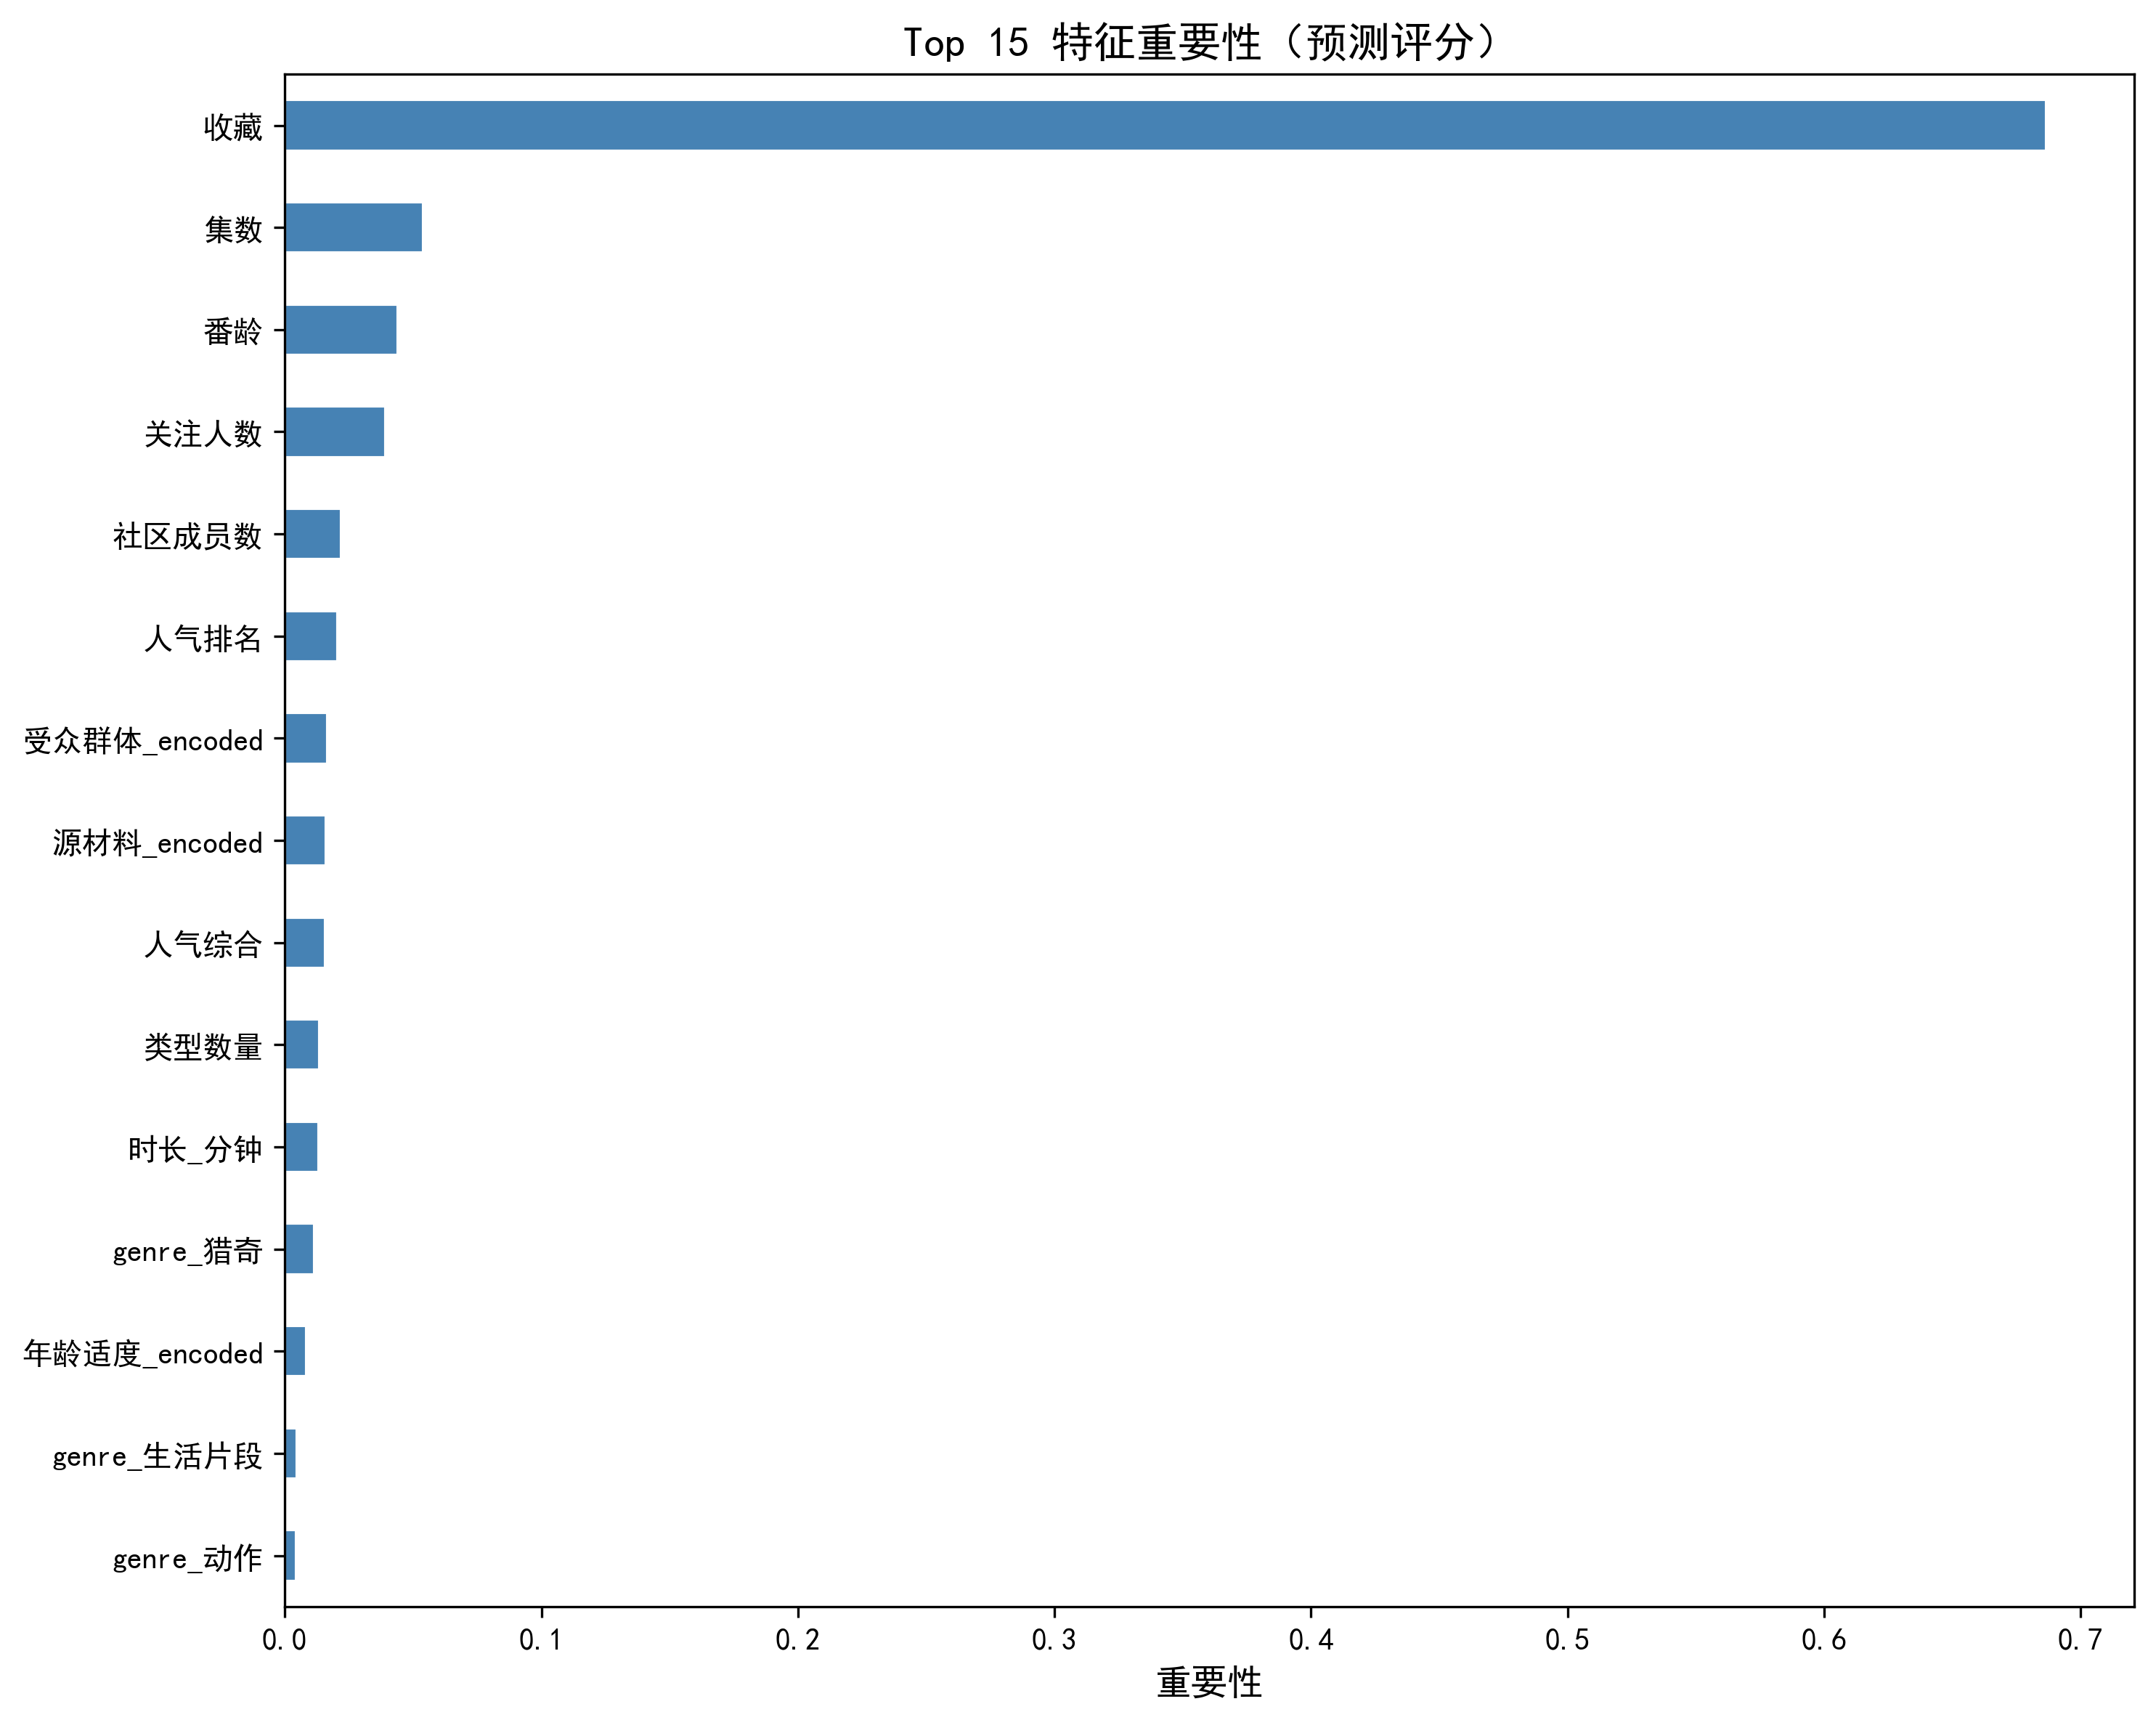 Top 15 特征重要性（预测评分）
收藏
集数
番龄
关注人数
社区成员数
人气排名
受众群体_encoded
源材料_encoded
人气综合
类型数量
时长_分钟
genre_猎奇
年龄适度_encoded
genre_生活片段
genre_动作
0.0 0.1 0.2 0.3 0.4 0.5 0.6 0.7
重要性